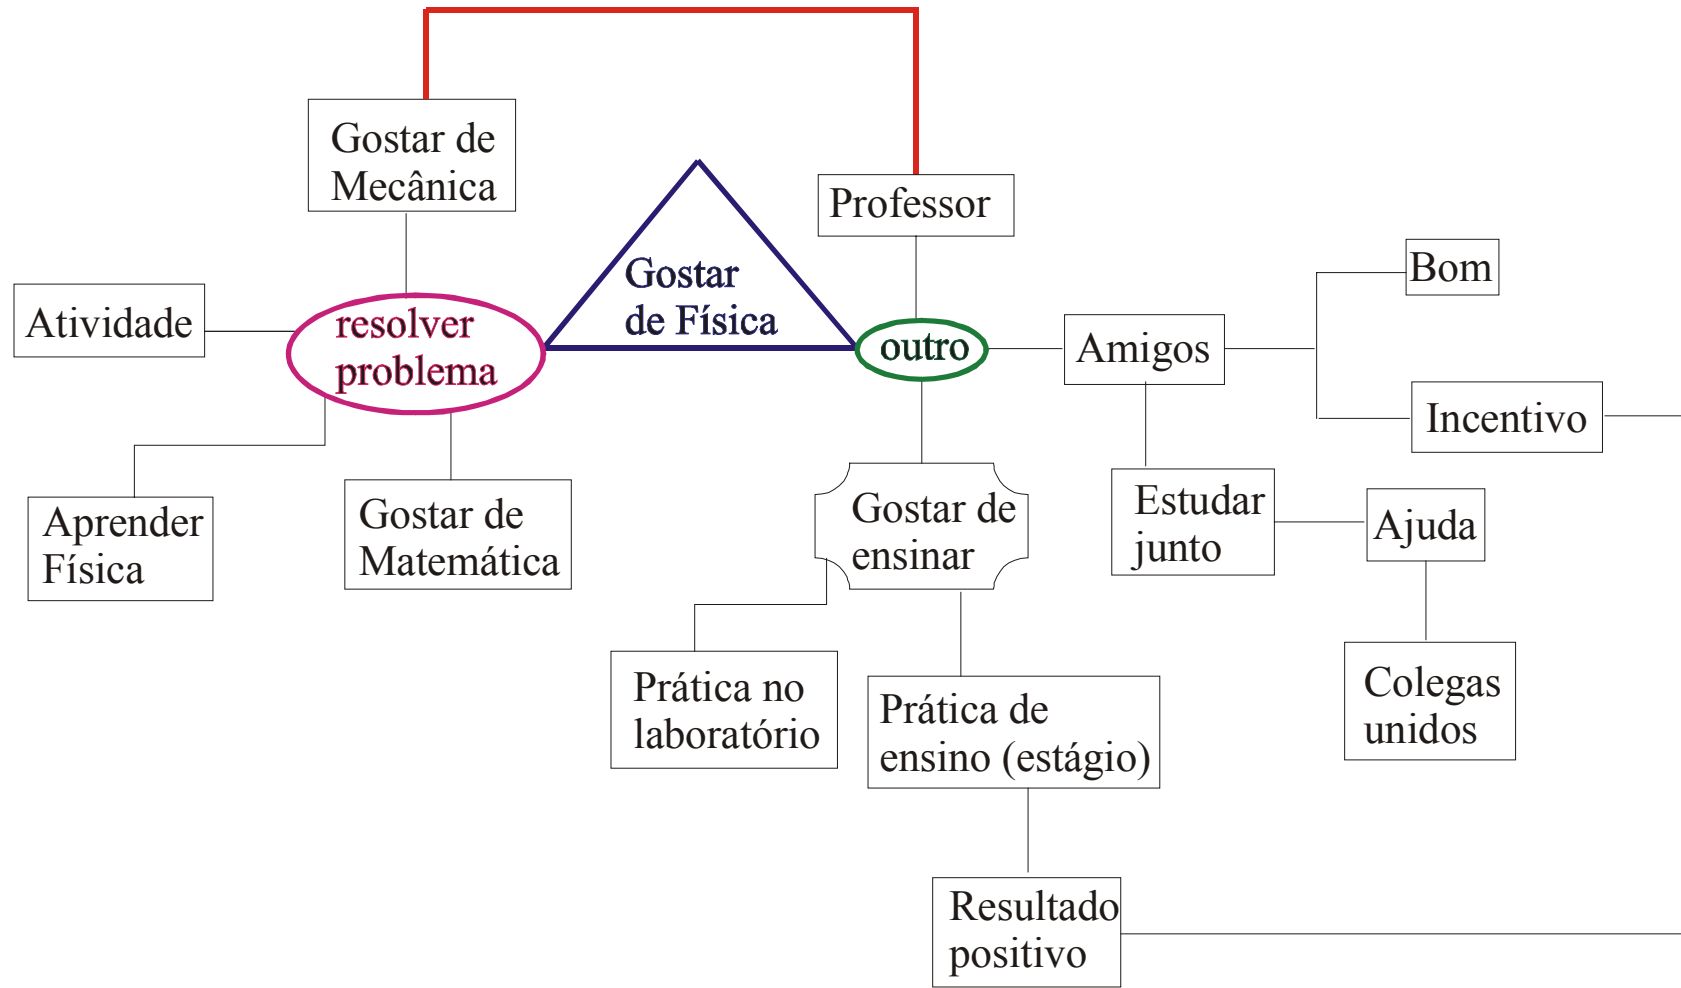 Gostar de
Mecânica
Professor
Gostar
de Física
Bom
Atividade
resolver
problema
outro
Amigos
Incentivo
Aprender
Física
Gostar de
Matemática
Gostar de
ensinar
Estudar
junto
Ajuda
Prática no
laboratório
Prática de
ensino (estágio)
Colegas
unidos
Resultado
positivo